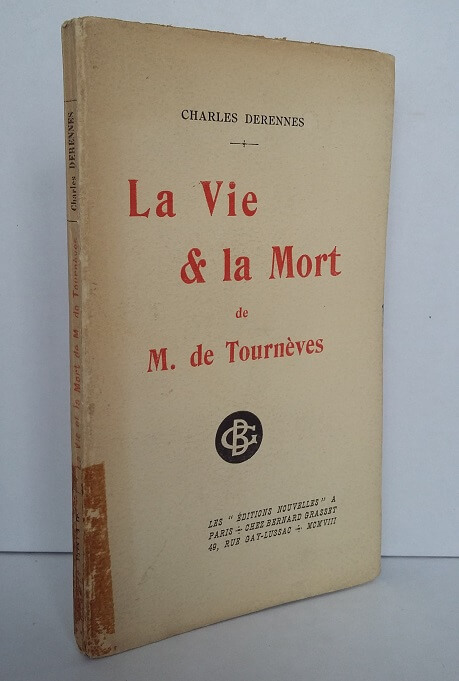 CHARLES DERENNES
La Vie
& la Mort
de
M. de Tournèves
BG
LES "ÉDITIONS NOUVELLES" A
PARIS ÷ CHEZ BERNARD GRASSET
49, RUE GAY-LUSSAC ÷ MCMVIII
Charles DERENNES
Vie et la Mort de M. de Tournèves